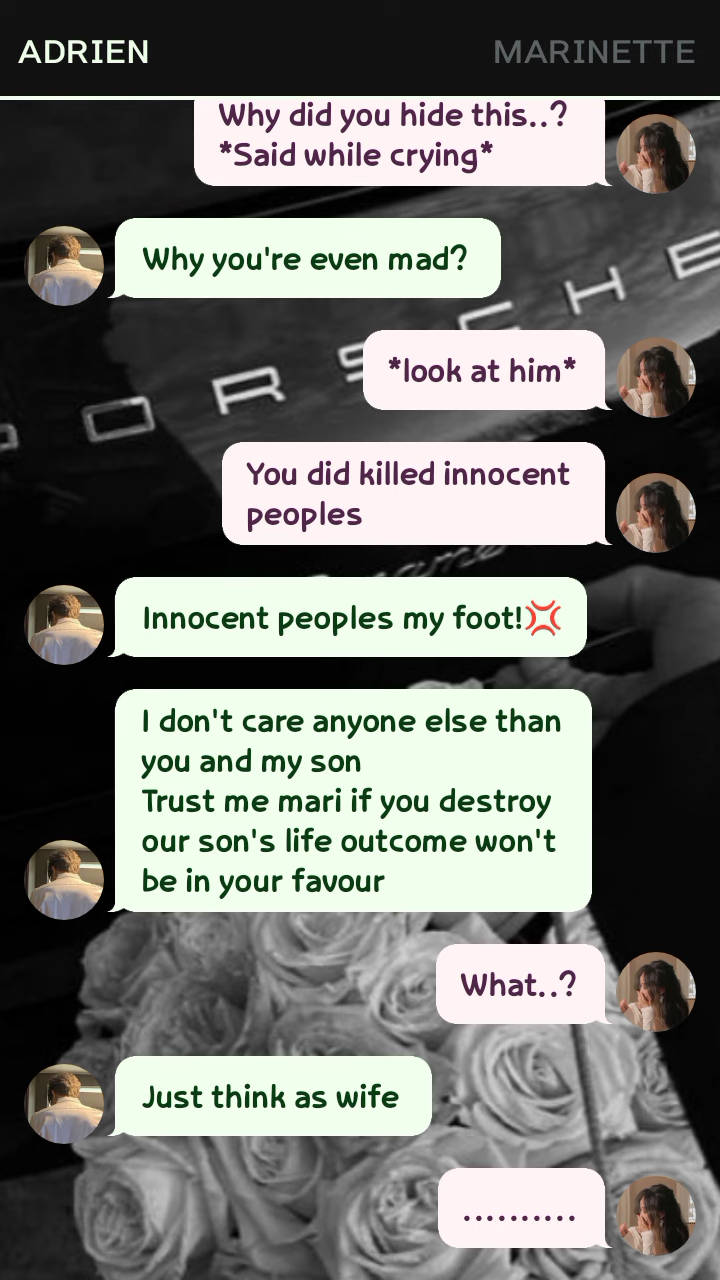 ADRIEN
MARINETTE
Why did you hide this..?
*Said while crying*
Why you're even mad?
PORSCHE
*look at him*
You did killed innocent
peoples
Innocent peoples my foot!💢
I don't care anyone else than
you and my son
Trust me mari if you destroy
our son's life outcome won't
be in your favour
What..?
Just think as wife
..........